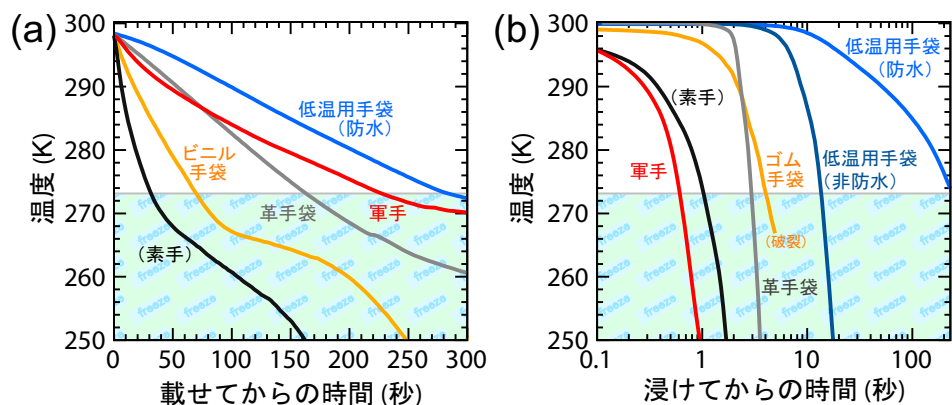 (a)
温度 (K)
300
290
280
270
260
250
0
50
100
150
200
250
300
載せてからの時間 (秒)
低温用手袋
(防水)
ビニル
手袋
革手袋
軍手
(素手)
freeze
(b)
温度 (K)
300
290
280
270
260
250
0.1
1
10
100
浸けてからの時間 (秒)
低温用手袋
(防水)
(素手)
軍手
ゴム
手袋
低温用手袋
(非防水)
(破裂)
革手袋
freeze